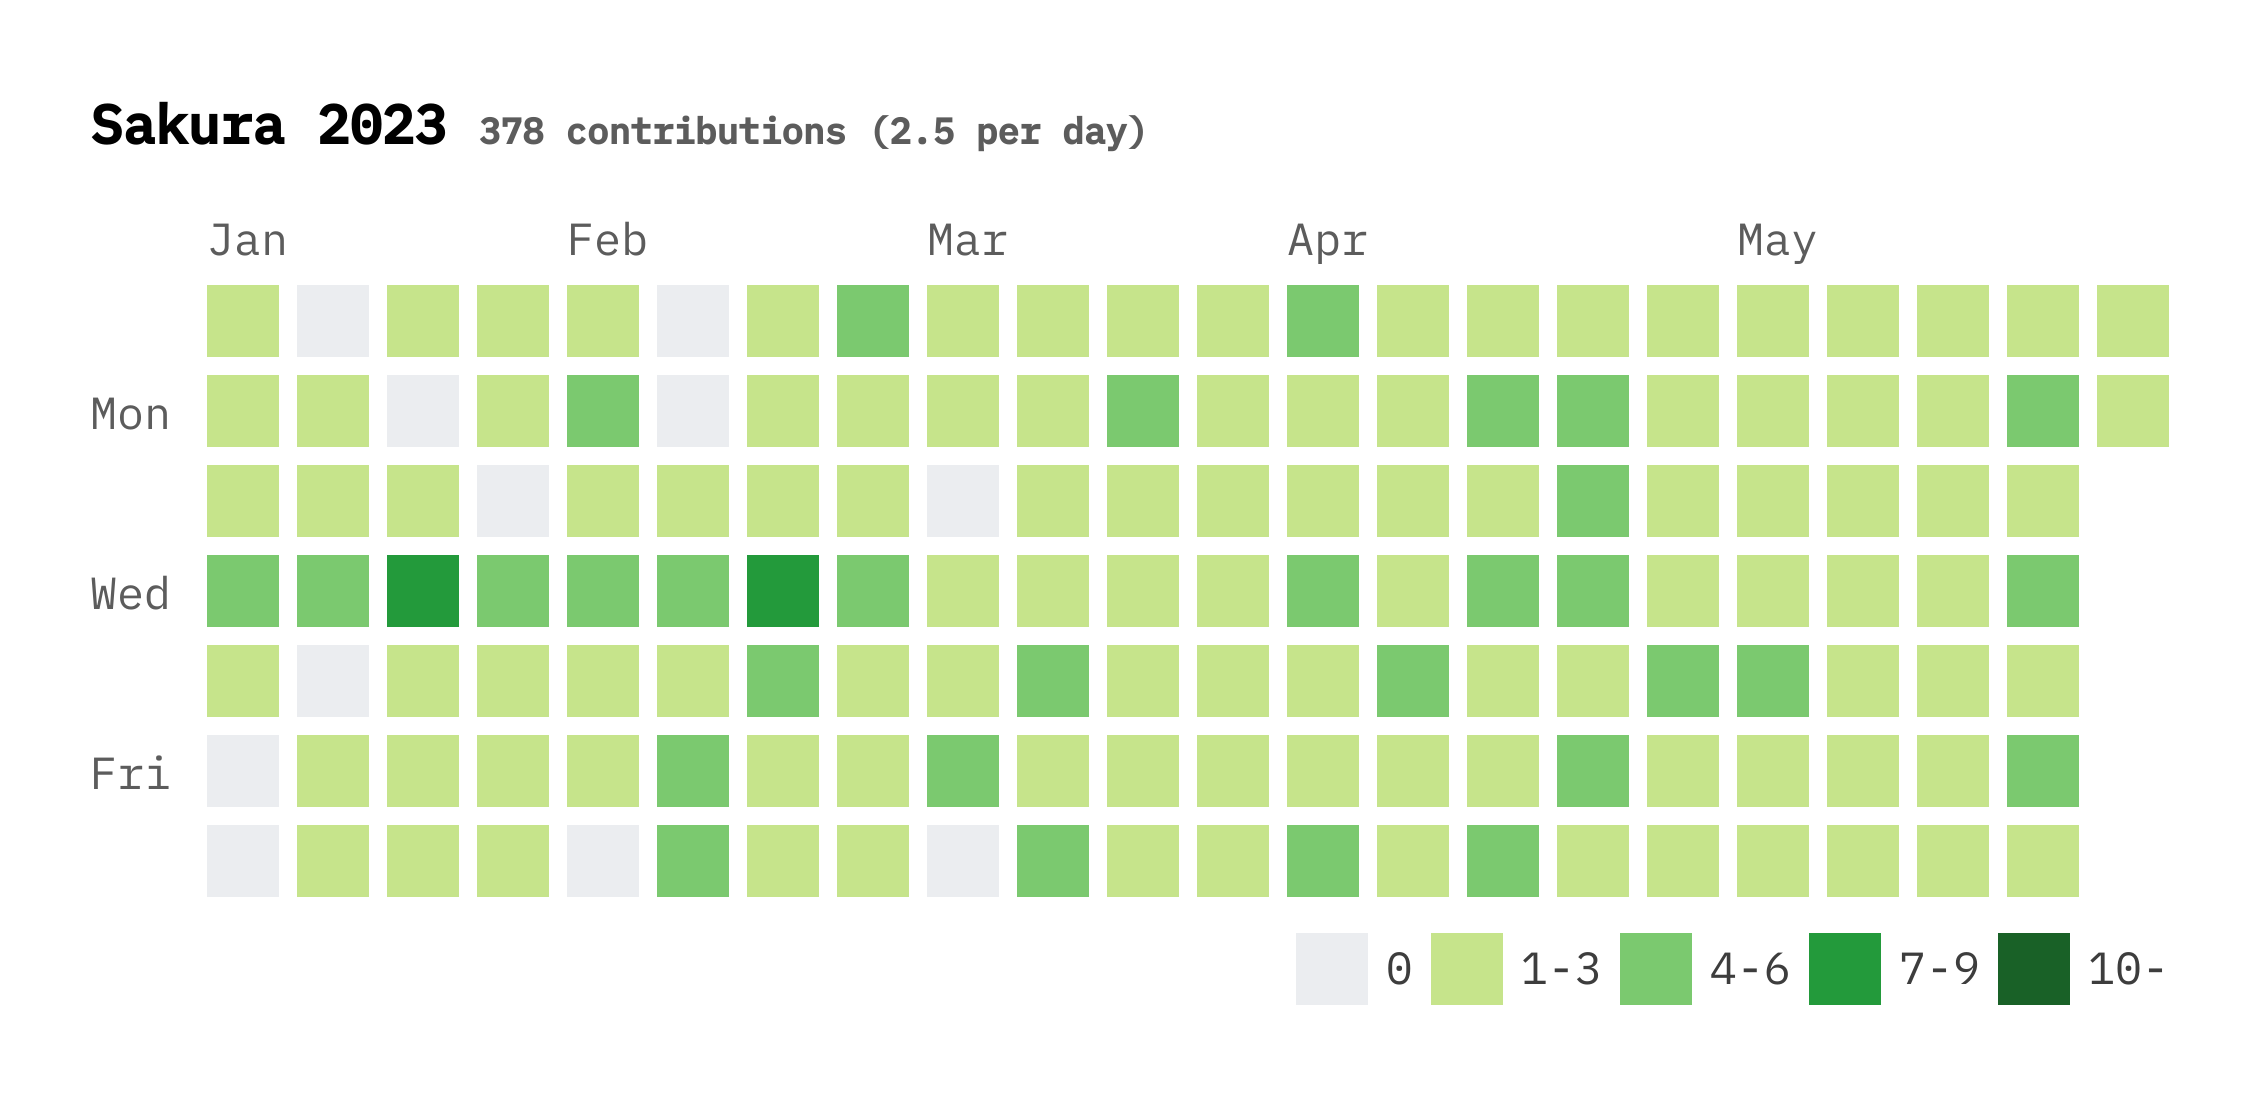 Sakura 2023 378 contributions (2.5 per day)
Jan Feb Mar Apr May
Mon
Wed
Fri
0 1-3 4-6 7-9 10-